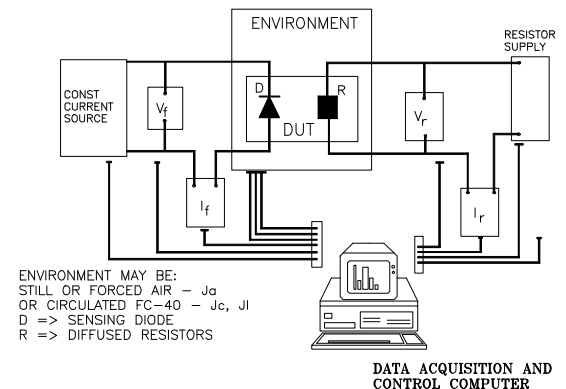 ENVIRONMENT
RESISTOR
SUPPLY
CONST
CURRENT
SOURCE
Vf
D
R
Vr
DUT
If
Ir
ENVIRONMENT MAY BE:
STILL OR FORCED AIR – Ja
OR CIRCULATED FC–40 – Jc, Jl
D => SENSING DIODE
R => DIFFUSED RESISTORS
DATA ACQUISITION AND
CONTROL COMPUTER